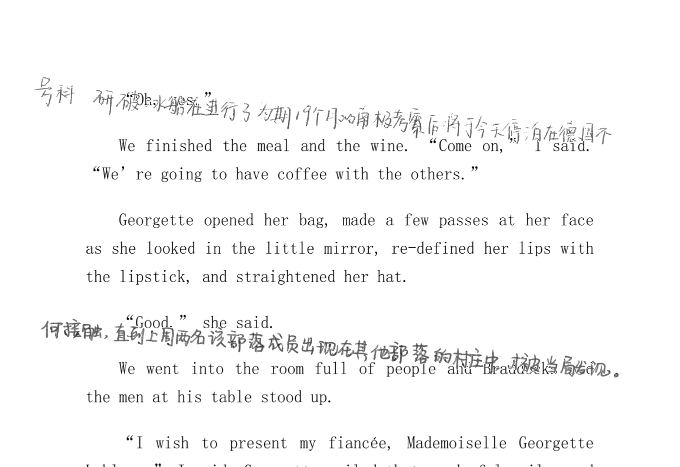 “Oh, yes.”
号科研破冰船在进行了为期19个月的南极考察后将于今天停泊在德国不
We finished the meal and the wine. “Come on,” I said.
“We’re going to have coffee with the others.”
Georgette opened her bag, made a few passes at her face
as she looked in the little mirror, re-defined her lips with
the lipstick, and straightened her hat.
“Good,” she said.
何接触,直到上周两名该部落成员出现在其他部落的村庄中,才被当局发现。
We went into the room full of people and Braddocks and
the men at his table stood up.
“I wish to present my fiancée, Mademoiselle Georgette